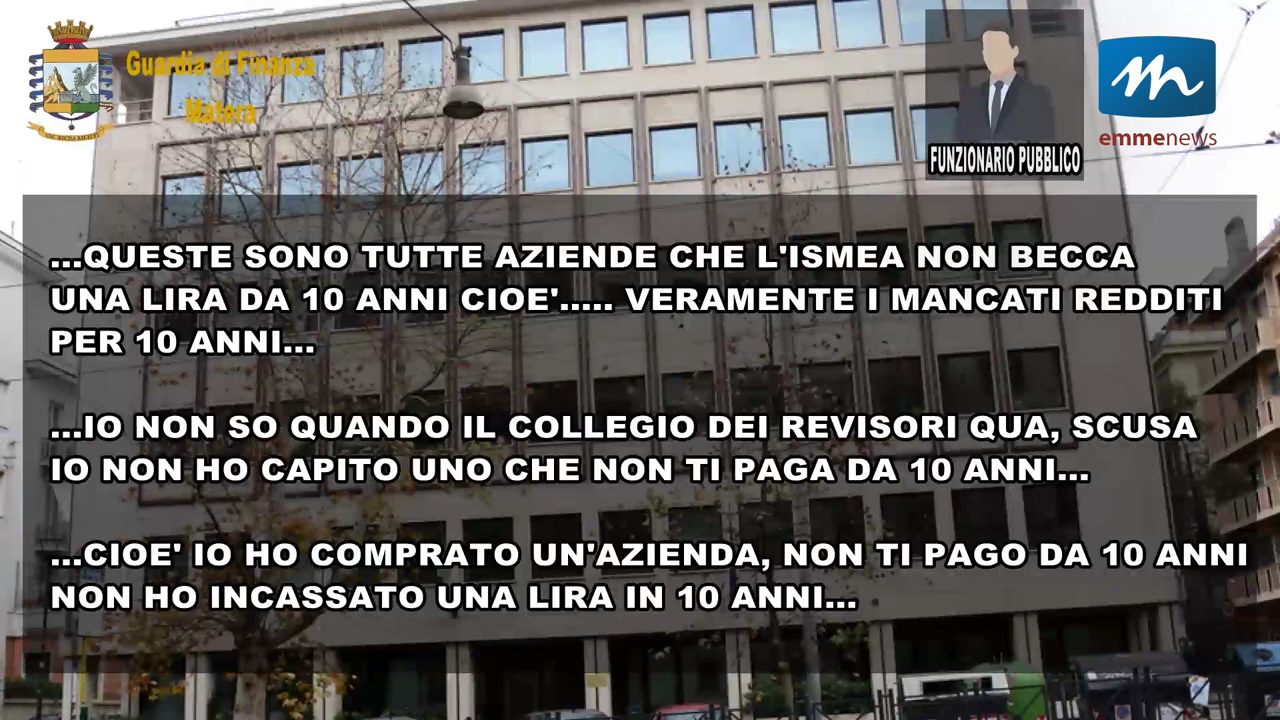 Guardia di Finanza
Matera
FUNZIONARIO PUBBLICO
emmenews
...QUESTE SONO TUTTE AZIENDE CHE L'ISMEA NON BECCA
UNA LIRA DA 10 ANNI CIOE'..... VERAMENTE I MANCATI REDDITI
PER 10 ANNI...
...IO NON SO QUANDO IL COLLEGIO DEI REVISORI QUA, SCUSA
IO NON HO CAPITO UNO CHE NON TI PAGA DA 10 ANNI...
...CIOE' IO HO COMPRATO UN'AZIENDA, NON TI PAGO DA 10 ANNI
NON HO INCASSATO UNA LIRA IN 10 ANNI...